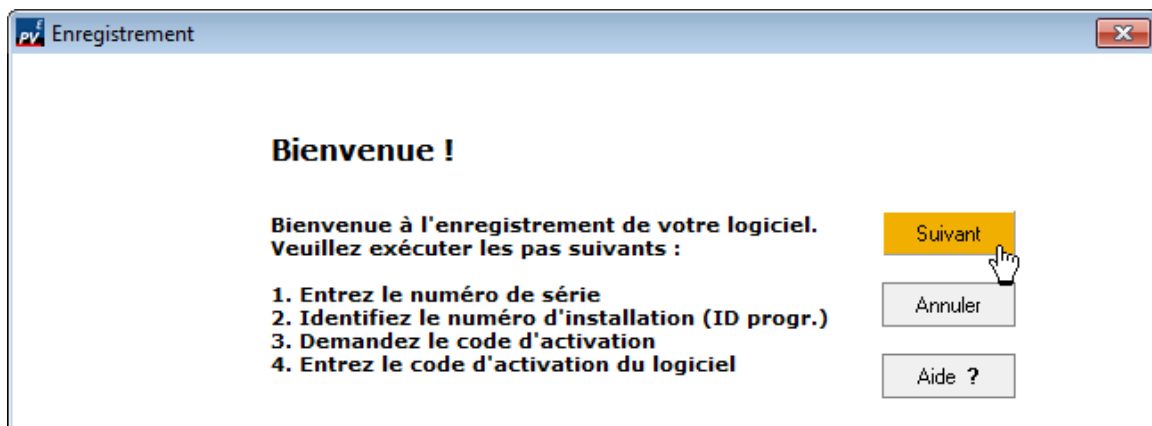 PV E Enregistrement
Bienvenue !
Bienvenue à l'enregistrement de votre logiciel.
Veuillez exécuter les pas suivants :
Suivant
1. Entrez le numéro de série
2. Identifiez le numéro d'installation (ID progr.)
3. Demandez le code d'activation
4. Entrez le code d'activation du logiciel
Annuler
Aide ?